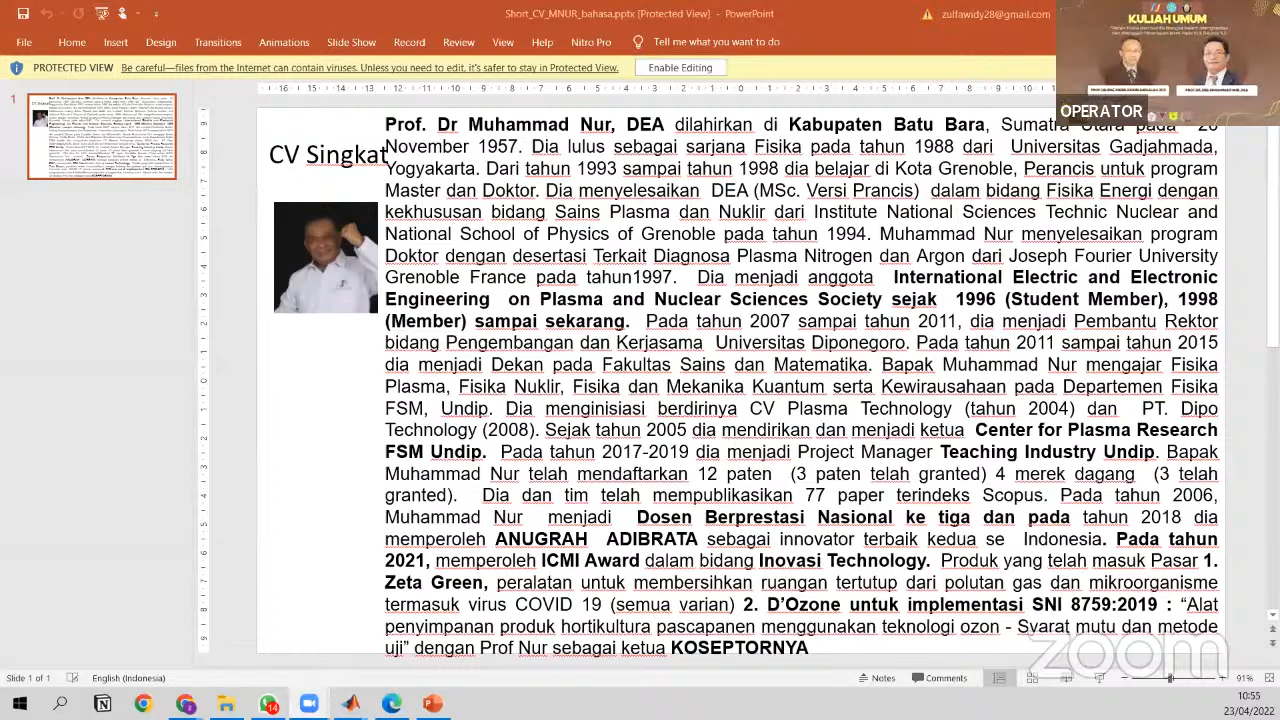 Short_CV_MNUR_bahasa.pptx [Protected View] - PowerPoint
zulfawidy28@gmail.com
File Home Insert Design Transitions Animations Slide Show Record Review View Help Nitro Pro Tell me what you want to do
PROTECTED VIEW Be careful—files from the Internet can contain viruses. Unless you need to edit, it's safer to stay in Protected View. Enable Editing
KULIAH UMUM
OPERATOR
CV Singkat
Prof. Dr. Muhammad Nur DEA dilahirkan di Kabupaten Batu Bara, Sumatra Utara pada
November 1957. Dia lulus sebagai sarjana Fisika pada tahun 1988 dari Universitas Gadjahmada,
Yogyakarta. Dari tahun 1993 sampai tahun 1998 dia belajar di Kota Grenoble, Perancis untuk program
Master dan Doktor. Dia menyelesaikan DEA (MSc. Versi Prancis) dalam bidang Fisika Energi dengan
kekhususan bidang Sains Plasma dan Nuklir dari Institute National Sciences Technic Nuclear and
National School of Physics of Grenoble pada tahun 1994. Muhammad Nur menyelesaikan program
Doktor dengan desertasi Terkait Diagnosa Plasma Nitrogen dan Argon dari Joseph Fourier University
Grenoble France pada tahun1997. Dia menjadi anggota International Electric and Electronic
Engineering on Plasma and Nuclear Sciences Society sejak 1996 (Student Member), 1998
(Member) sampai sekarang. Pada tahun 2007 sampai tahun 2011, dia menjadi Pembantu Rektor
bidang Pengembangan dan Kerjasama Universitas Diponegoro. Pada tahun 2011 sampai tahun 2015
dia menjadi Dekan pada Fakultas Sains dan Matematika. Bapak Muhammad Nur mengajar Fisika
Plasma, Fisika Nuklir, Fisika dan Mekanika Kuantum serta Kewirausahaan pada Departemen Fisika
FSM, Undip. Dia menginisiasi berdirinya CV Plasma Technology (tahun 2004) dan PT. Dipo
Technology (2008). Sejak tahun 2005 dia mendirikan dan menjadi ketua Center for Plasma Research
FSM Undip. Pada tahun 2017-2019 dia menjadi Project Manager Teaching Industry Undip. Bapak
Muhammad Nur telah mendaftarkan 12 paten (3 paten telah granted) 4 merek dagang (3 telah
granted). Dia dan tim telah mempublikasikan 77 paper terindeks Scopus. Pada tahun 2006,
Muhammad Nur menjadi Dosen Berprestasi Nasional ke tiga dan pada tahun 2018 dia
memperoleh ANUGRAH ADIBRATA sebagai innovator terbaik kedua se Indonesia. Pada tahun
2021, memperoleh ICMI Award dalam bidang Inovasi Technology. Produk yang telah masuk Pasar 1.
Zeta Green peralatan untuk membersihkan ruangan tertutup dari polutan gas dan mikroorganisme
termasuk virus COVID 19 (semua varian) 2. D'Ozone untuk implementasi SNI 8759:2019 : “Alat
penyimpanan produk hortikultura pascapanen menggunakan teknologi ozon - Syarat mutu dan metode
uji” dengan Prof Nur sebagai ketua KOSEPTORNYA
zoom
Slide 1 of 1 English (Indonesia) Notes Comments 91%
14
10:55
23/04/2022